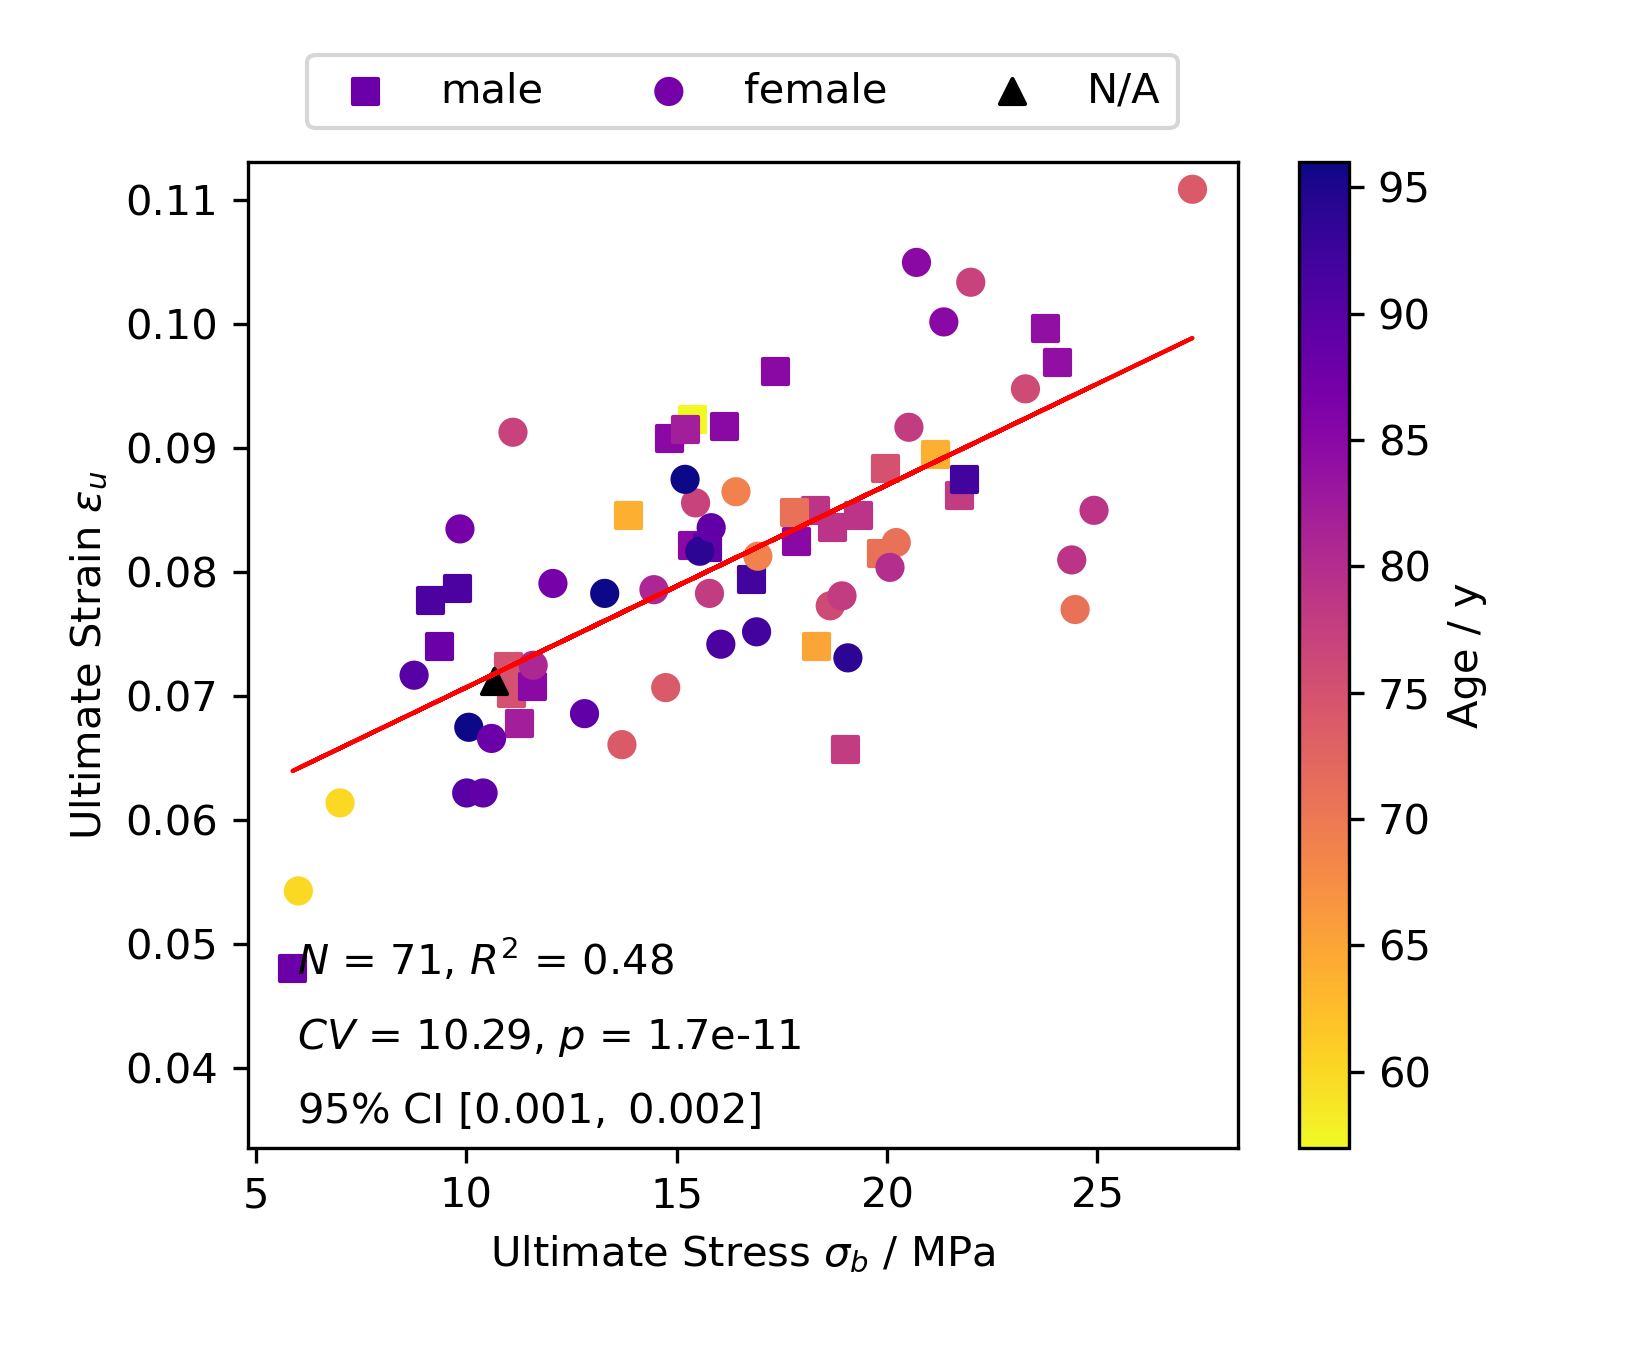 male female N/A
0.11
0.10
0.09
0.08
0.07
0.06
0.05
0.04
Ultimate Strain εu
N = 71, R² = 0.48
CV = 10.29, p = 1.7e-11
95% CI [0.001, 0.002]
5 10 15 20 25
Ultimate Stress σb / MPa
95
90
85
80
75
70
65
60
Age / y